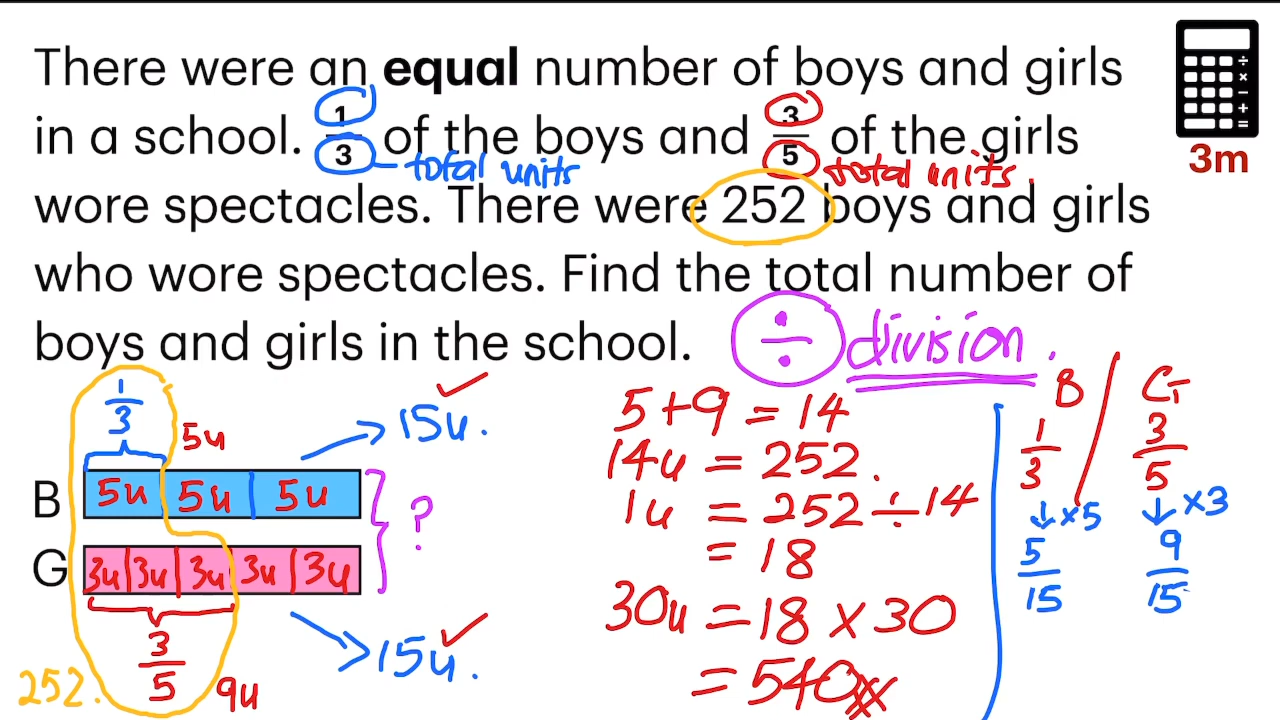 There were an equal number of boys and girls
in a school. 1/3 of the boys and 3/5 of the girls
total units
total units.
wore spectacles. There were 252 boys and girls
who wore spectacles. Find the total number of
boys and girls in the school.
3m
÷ division.
1/3
5u
15u.
B 5u 5u 5u
?
G 3u 3u 3u 3u 3u
3/5
9u
252.
15u.
5 + 9 = 14
14u = 252.
1u = 252 ÷ 14
= 18
30u = 18 x 30
= 540
B / G
1/3 3/5
↓ x5 ↓ x3
5/15 9/15